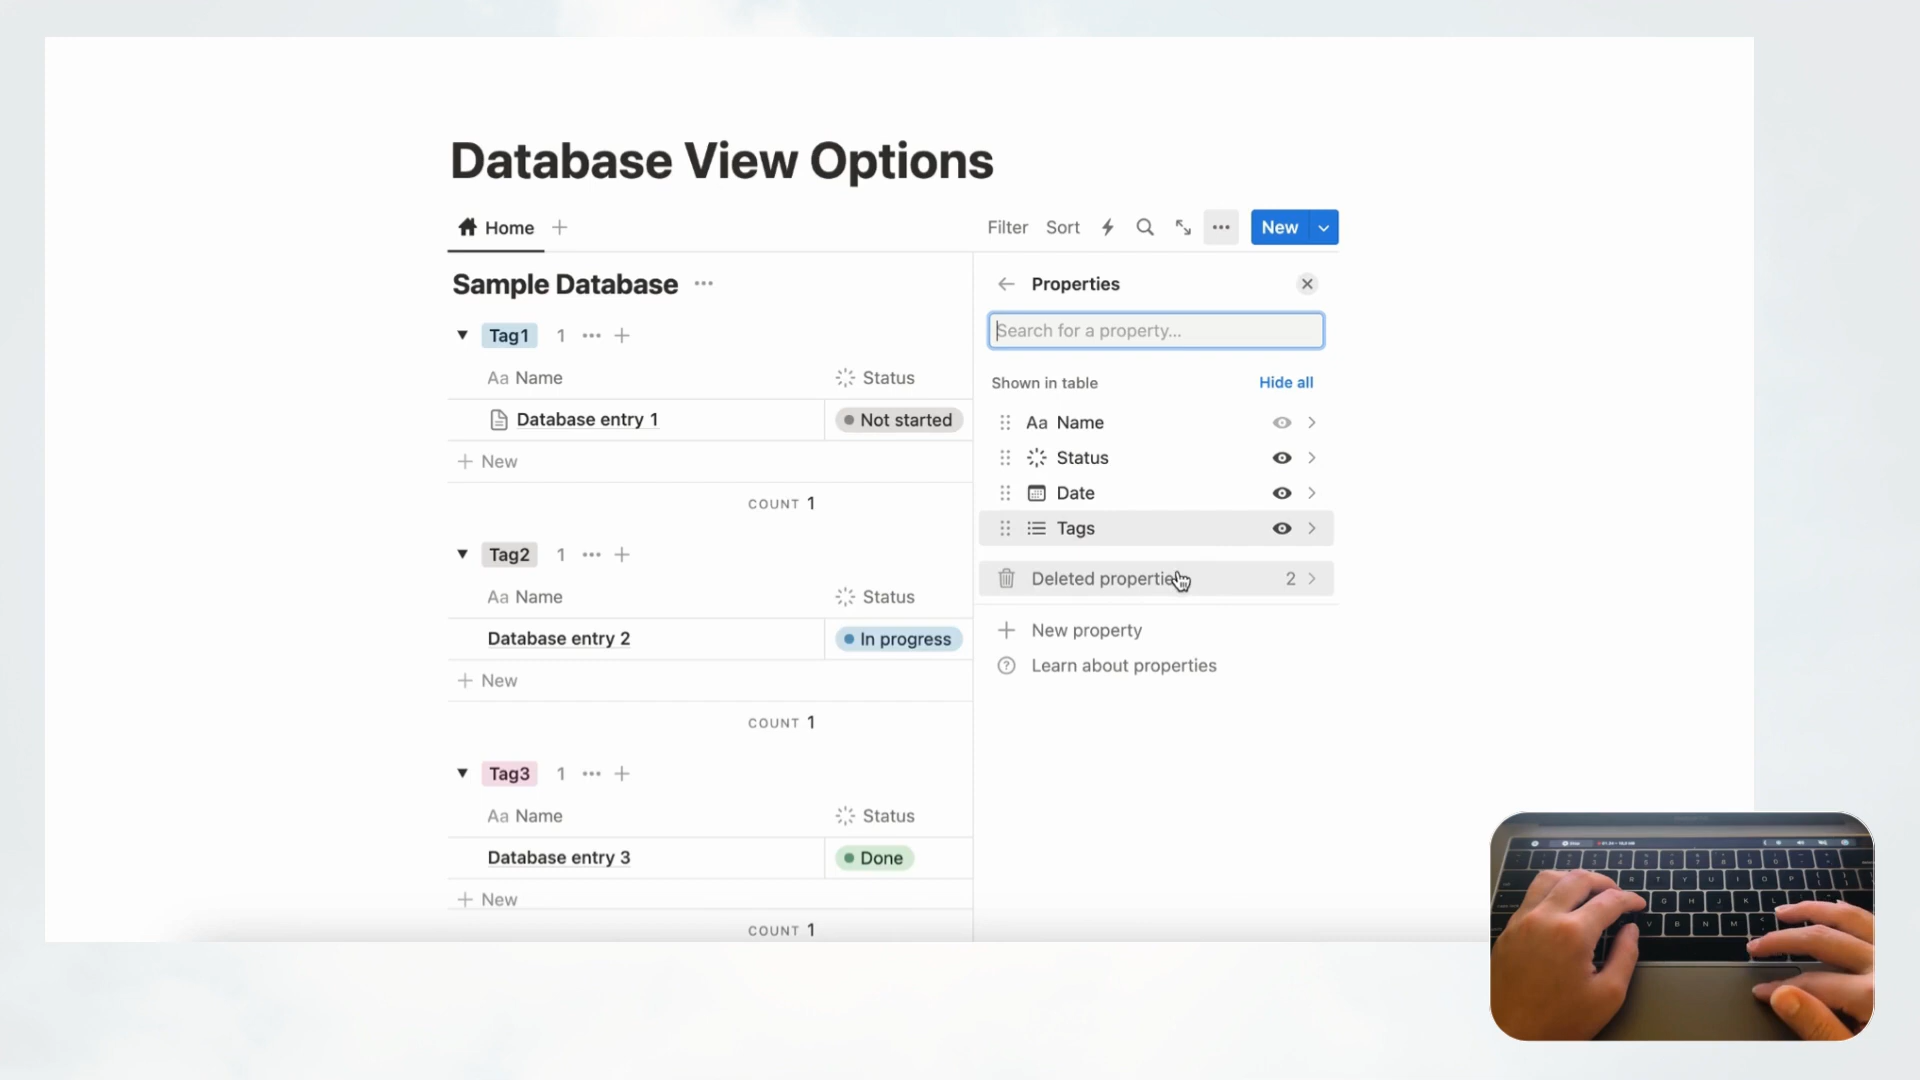 Database View Options
Home
Filter Sort New
Sample Database
Tag1 1
Aa Name Status
Database entry 1 Not started
New
COUNT 1
Tag2 1
Aa Name Status
Database entry 2 In progress
New
COUNT 1
Tag3 1
Aa Name Status
Database entry 3 Done
New
COUNT 1
Properties
Search for a property...
Shown in table Hide all
Aa Name
Status
Date
Tags
Deleted properties 2
New property
Learn about properties